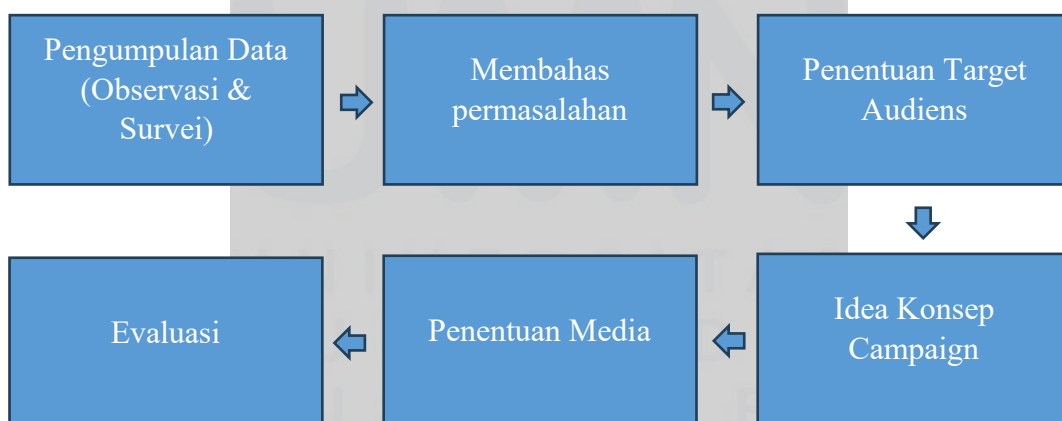 Pengumpulan Data
(Observasi &
Survei)
Membahas
permasalahan
Penentuan Target
Audiens
Idea Konsep
Campaign
Penentuan Media
Evaluasi